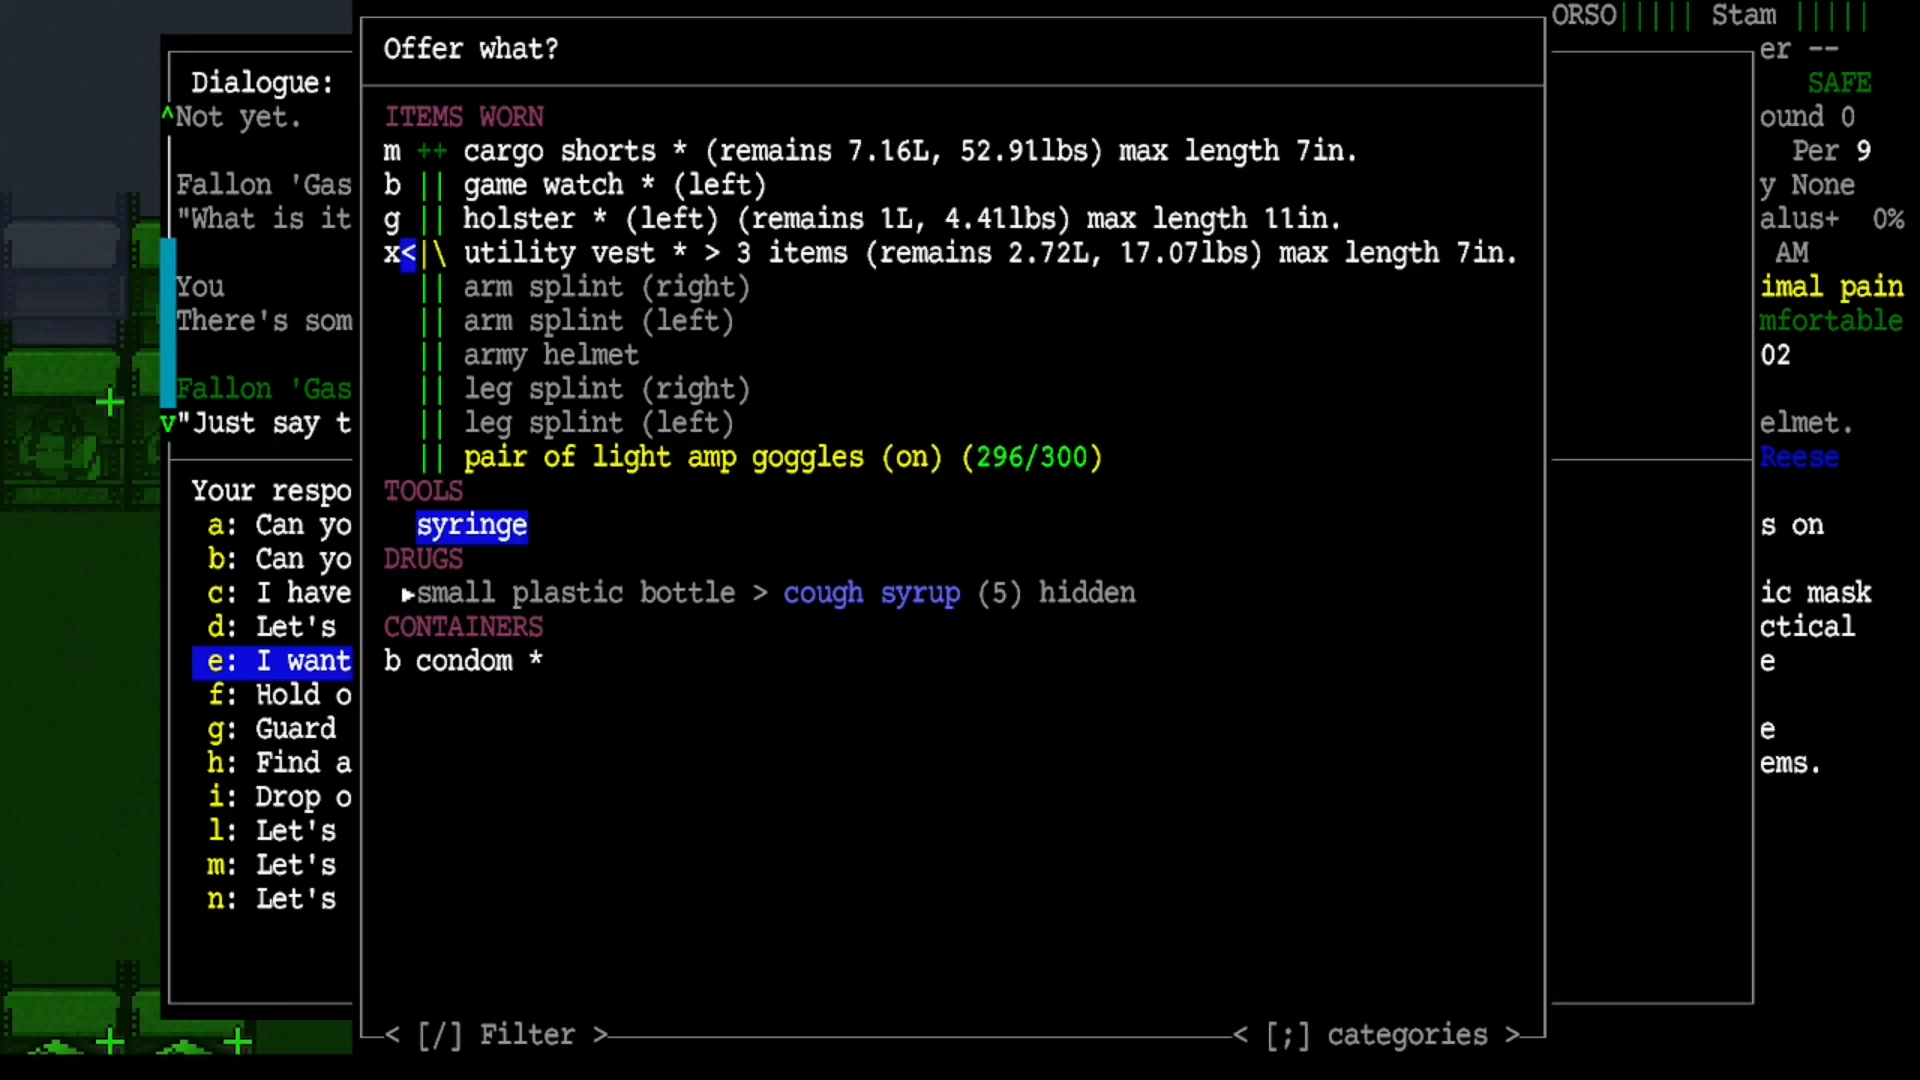 Offer what?
ITEMS WORN
m ++ cargo shorts * (remains 7.16L, 52.91lbs) max length 7in.
b || game watch * (left)
g || holster * (left) (remains 1L, 4.41lbs) max length 11in.
x<|\ utility vest * > 3 items (remains 2.72L, 17.07lbs) max length 7in.
|| arm splint (right)
|| arm splint (left)
|| army helmet
|| leg splint (right)
|| leg splint (left)
|| pair of light amp goggles (on) (296/300)
TOOLS
syringe
DRUGS
▸small plastic bottle > cough syrup (5) hidden
CONTAINERS
b condom *
< [/] Filter >
< [;] categories >
Dialogue:
^Not yet.
Fallon 'Gas
"What is it
You
There's som
Fallon 'Gas
v"Just say t
Your respo
a: Can yo
b: Can yo
c: I have
d: Let's
e: I want
f: Hold o
g: Guard
h: Find a
i: Drop o
l: Let's
m: Let's
n: Let's
ORSO||||| Stam |||||
er --
SAFE
ound 0
Per 9
y None
alus+ 0%
AM
imal pain
mfortable
02
elmet.
Reese
s on
ic mask
ctical
e
e
ems.